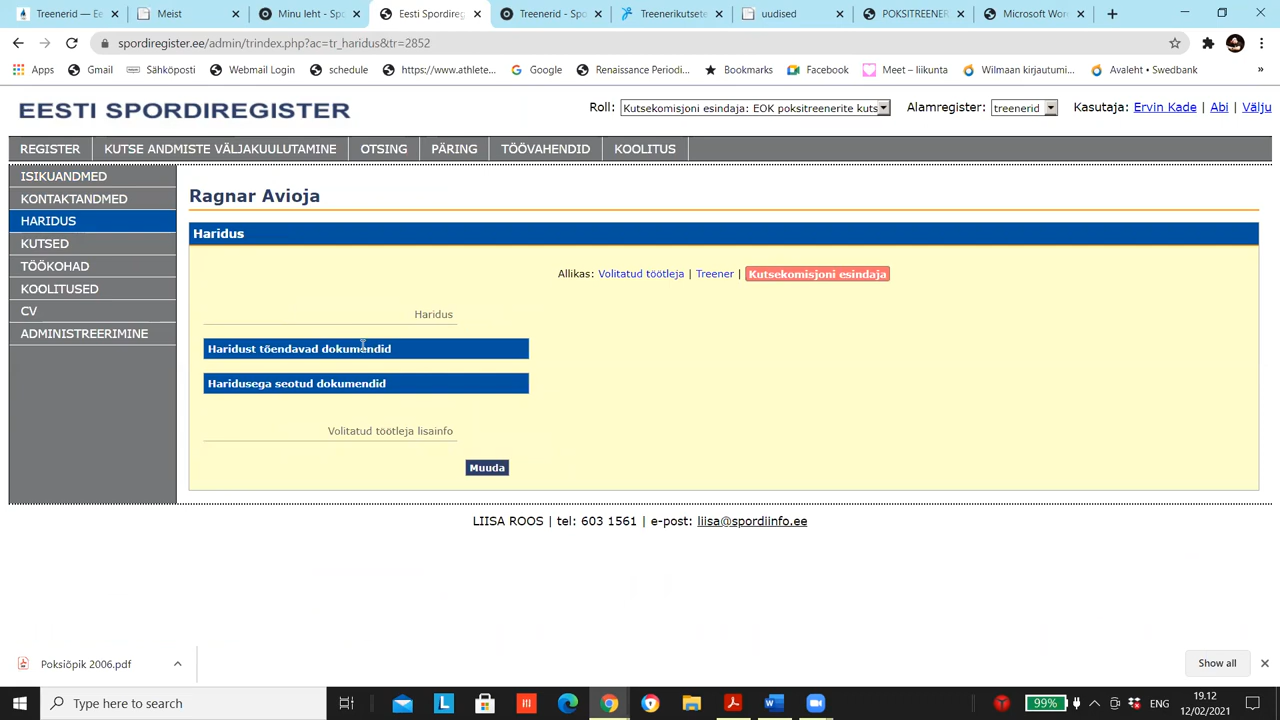 Treenerid — Ee
Meist
Minu leht - Spo
Eesti Spordireg
Treenerid - Spo
Treenerikutsete
uudised
POKSITREENER
Microsoft Wor
spordiregister.ee/admin/trindex.php?ac=tr_haridus&tr=2852
Apps
Gmail
Sähköposti
Webmail Login
schedule
https://www.athlete...
Google
Renaissance Periodi...
Bookmarks
Facebook
Meet – liikunta
Wilmaan kirjautumi...
Avaleht • Swedbank
»
EESTI SPORDIREGISTER
Roll: Kutsekomisjoni esindaja: EOK poksitreenerite kuts
Alamregister: treenerid
Kasutaja: Ervin Kade | Abi | Välju
REGISTER
KUTSE ANDMISTE VÄLJAKUULUTAMINE
OTSING
PÄRING
TÖÖVAHENDID
KOOLITUS
ISIKUANDMED
KONTAKTANDMED
HARIDUS
KUTSED
TÖÖKOHAD
KOOLITUSED
CV
ADMINISTREERIMINE
Ragnar Avioja
Haridus
Allikas: Volitatud töötleja | Treener | Kutsekomisjoni esindaja
Haridus
Haridust tõendavad dokumendid
Haridusega seotud dokumendid
Volitatud töötleja lisainfo
Muuda
LIISA ROOS | tel: 603 1561 | e-post: liisa@spordiinfo.ee
Poksiõpik 2006.pdf
Show all
Type here to search
99%
ENG
19.12
12/02/2021